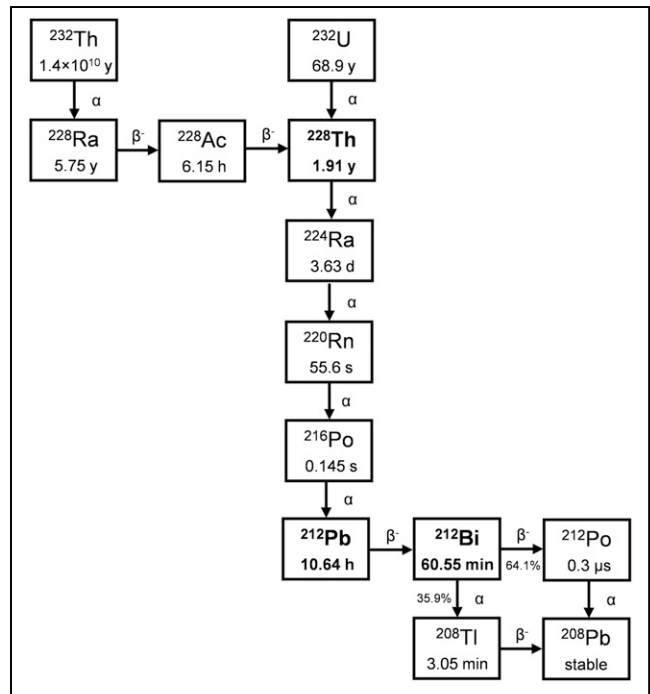 ²³²Th
1.4×10¹⁰ y
²³²U
68.9 y
α
α
²²⁸Ra
5.75 y
β⁻
²²⁸Ac
6.15 h
β⁻
²²⁸Th
1.91 y
α
²²⁴Ra
3.63 d
α
²²⁰Rn
55.6 s
α
²¹⁶Po
0.145 s
α
²¹²Pb
10.64 h
β⁻
²¹²Bi
60.55 min
β⁻
64.1%
²¹²Po
0.3 µs
35.9%
α
α
²⁰⁸Tl
3.05 min
β⁻
²⁰⁸Pb
stable